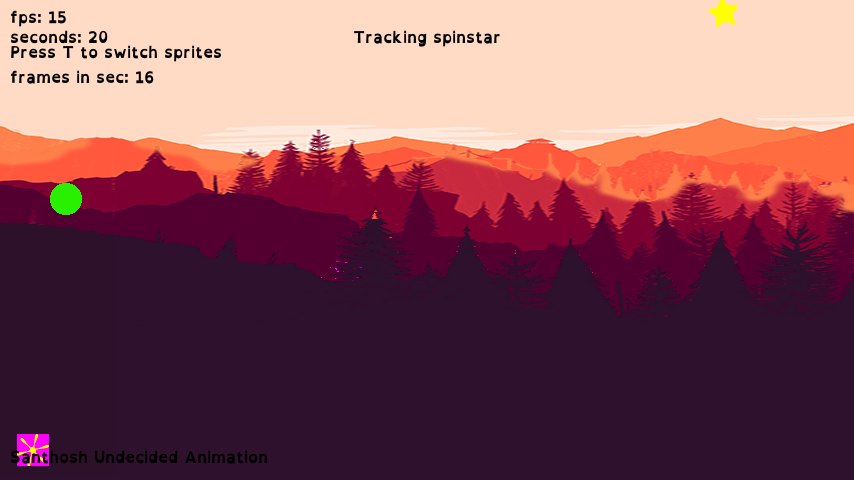 fps: 15
seconds: 20
Press T to switch sprites
frames in sec: 16
Tracking spinstar
Santhosh Undecided Animation